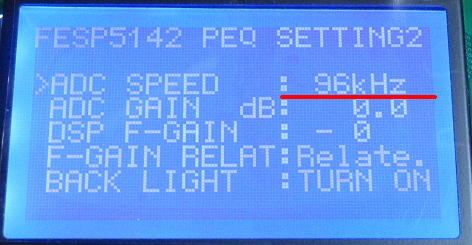 FESP5142 PEQ SETTING2
>ADC SPEED : 96kHz
ADC GAIN dB: 0.0
DSP F-GAIN : - 0
F-GAIN RELAT:Relate.
BACK LIGHT :TURN ON